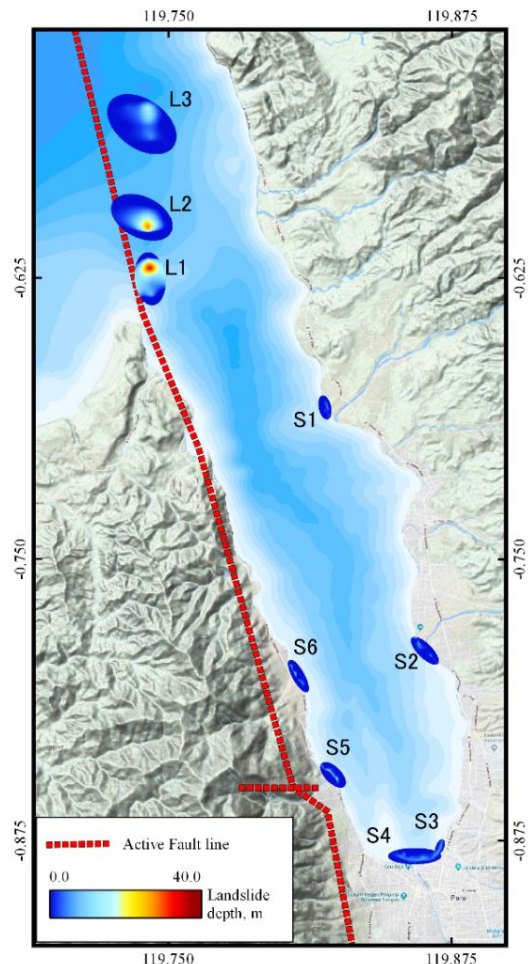 119.750 119.875
L3
L2
L1
-0.625 -0.625
S1
-0.750 -0.750
S2
S6
S5
S4 S3
-0.875 -0.875
Active Fault line
0.0 40.0
Landslide
depth, m
Palu
119.750 119.875